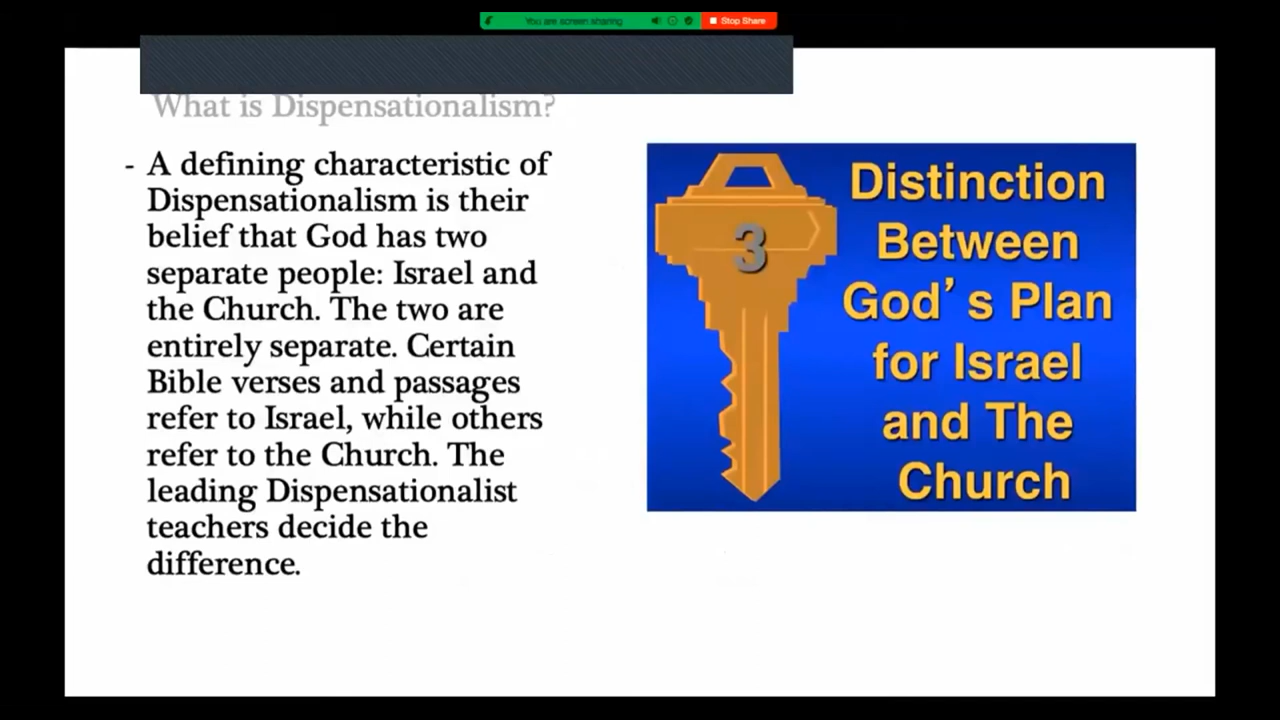 You are screen sharing
Stop Share
What is Dispensationalism?
- A defining characteristic of
Dispensationalism is their
belief that God has two
separate people: Israel and
the Church. The two are
entirely separate. Certain
Bible verses and passages
refer to Israel, while others
refer to the Church. The
leading Dispensationalist
teachers decide the
difference.
3
Distinction
Between
God’s Plan
for Israel
and The
Church